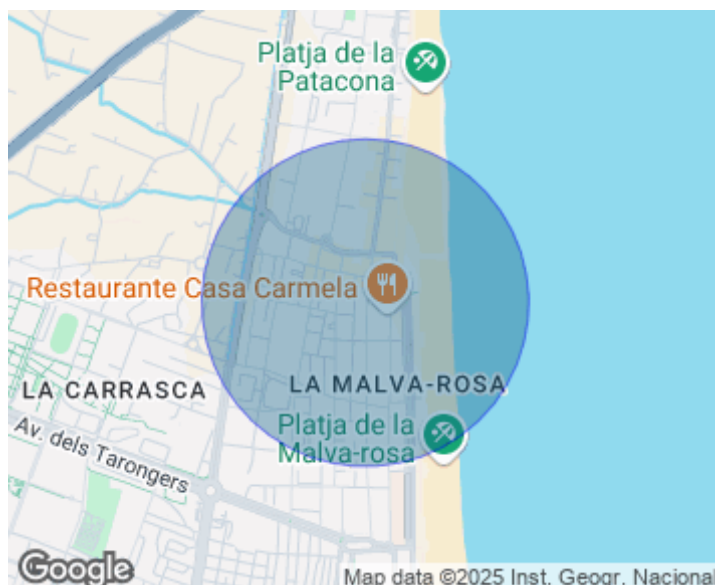 Platja de la
Patacona
Restaurante Casa Carmela
LA CARRASCA
LA MALVA-ROSA
Platja de la
Malva-rosa
Av. dels Tarongers
Google
Map data ©2025 Inst. Geogr. Nacional